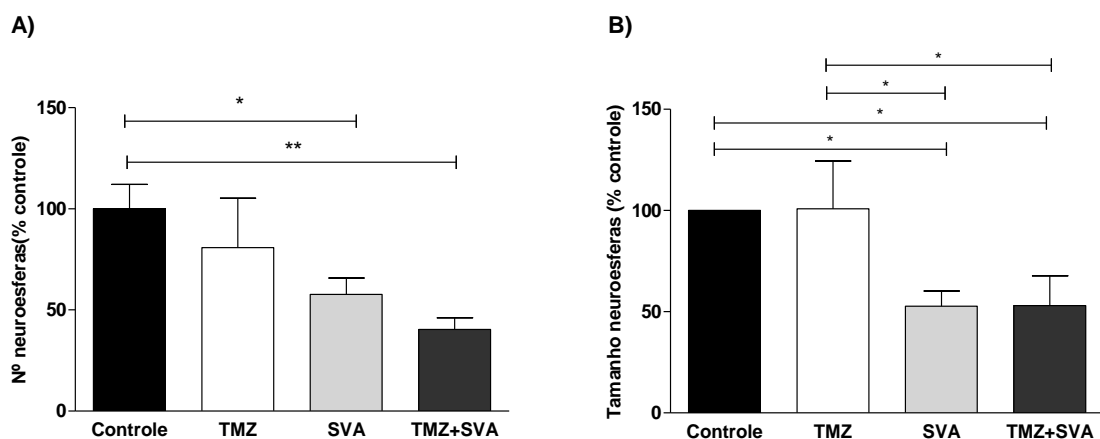 A)
*
**
Nº neuroesferas(% controle)
150
100
50
0
Controle TMZ SVA TMZ+SVA
B)
*
*
*
*
Tamanho neuroesferas (% controle)
150
100
50
0
Controle TMZ SVA TMZ+SVA